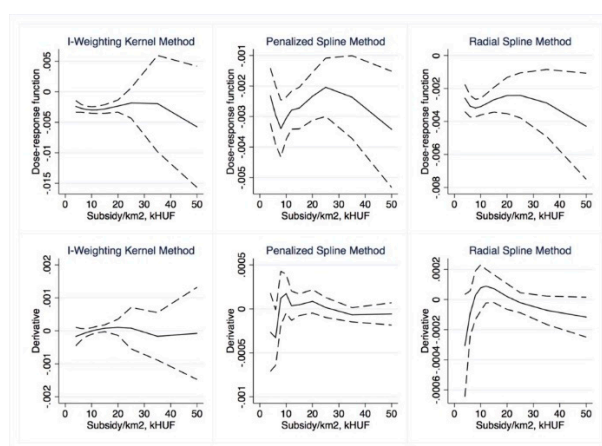 I-Weighting Kernel Method
Dose-response function
.005
0
-.005
-.01
-.015
0 10 20 30 40 50
Subsidy/km2, kHUF
Penalized Spline Method
Dose-response function
-.001
-.002
-.003
-.004
-.005
0 10 20 30 40 50
Subsidy/km2, kHUF
Radial Spline Method
Dose-response function
0
-.002
-.004
-.006
-.008
0 10 20 30 40 50
Subsidy/km2, kHUF
I-Weighting Kernel Method
Derivative
.002
.001
0
-.001
-.002
0 10 20 30 40 50
Subsidy/km2, kHUF
Penalized Spline Method
Derivative
.0005
0
-.0005
-.001
0 10 20 30 40 50
Subsidy/km2, kHUF
Radial Spline Method
Derivative
.0002
0
-.0002
-.0004
-.0006
0 10 20 30 40 50
Subsidy/km2, kHUF